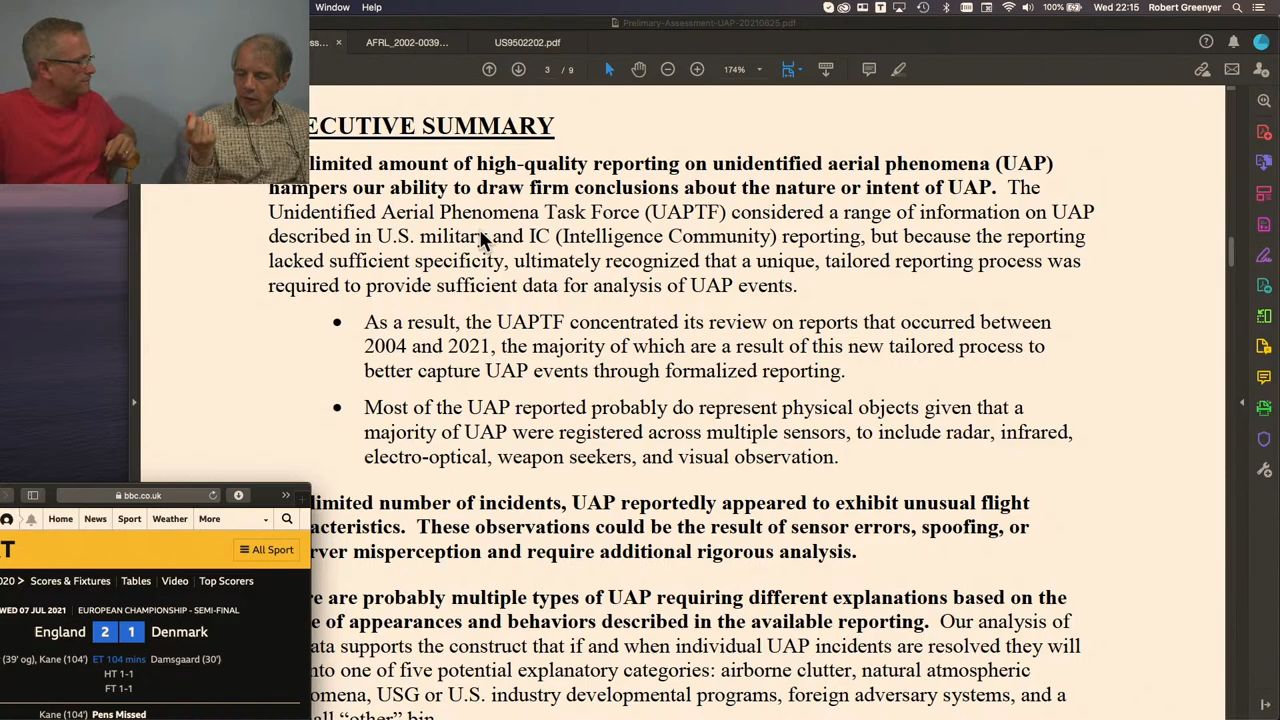 Window Help
100% Wed 22:15 Robert Greenyer
Prelimary-Assessment-UAP-20210625.pdf
ss... × AFRL_2002-0039... US9502202.pdf
3 / 9 174%
ECUTIVE SUMMARY
limited amount of high-quality reporting on unidentified aerial phenomena (UAP)
hampers our ability to draw firm conclusions about the nature or intent of UAP. The
Unidentified Aerial Phenomena Task Force (UAPTF) considered a range of information on UAP
described in U.S. military and IC (Intelligence Community) reporting, but because the reporting
lacked sufficient specificity, ultimately recognized that a unique, tailored reporting process was
required to provide sufficient data for analysis of UAP events.
• As a result, the UAPTF concentrated its review on reports that occurred between
2004 and 2021, the majority of which are a result of this new tailored process to
better capture UAP events through formalized reporting.
• Most of the UAP reported probably do represent physical objects given that a
majority of UAP were registered across multiple sensors, to include radar, infrared,
electro-optical, weapon seekers, and visual observation.
limited number of incidents, UAP reportedly appeared to exhibit unusual flight
acteristics. These observations could be the result of sensor errors, spoofing, or
rver misperception and require additional rigorous analysis.
re are probably multiple types of UAP requiring different explanations based on the
e of appearances and behaviors described in the available reporting. Our analysis of
ata supports the construct that if and when individual UAP incidents are resolved they will
into one of five potential explanatory categories: airborne clutter, natural atmospheric
omena, USG or U.S. industry developmental programs, foreign adversary systems, and a
all “other” bin.
bbc.co.uk
Home News Sport Weather More
T
All Sport
020 > Scores & Fixtures Tables Video Top Scorers
WED 07 JUL 2021 EUROPEAN CHAMPIONSHIP - SEMI-FINAL
England 2 1 Denmark
(39' og), Kane (104') ET 104 mins Damsgaard (30')
HT 1-1
FT 1-1
Kane (104') Pens Missed